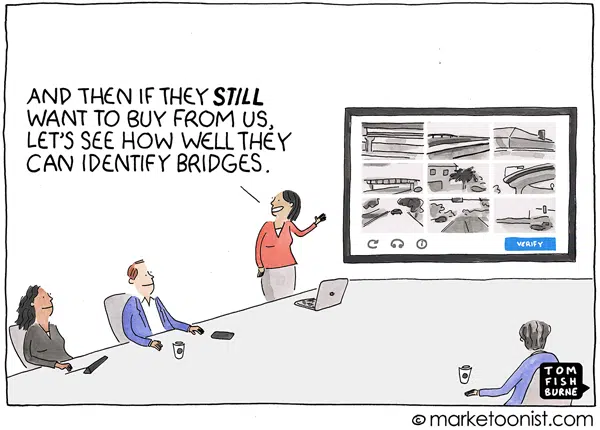 AND THEN IF THEY STILL
WANT TO BUY FROM US,
LET'S SEE HOW WELL THEY
CAN IDENTIFY BRIDGES.
VERIFY
TOM
FISH
BURNE
© marketoonist.com